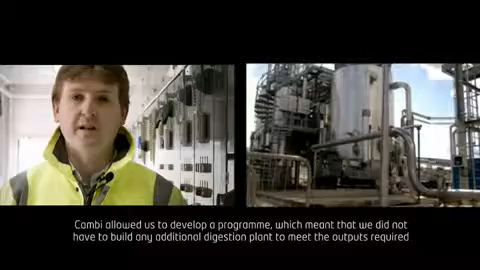 Cambi allowed us to develop a programme, which meant that we did not
have to build any additional digestion plant to meet the outputs required